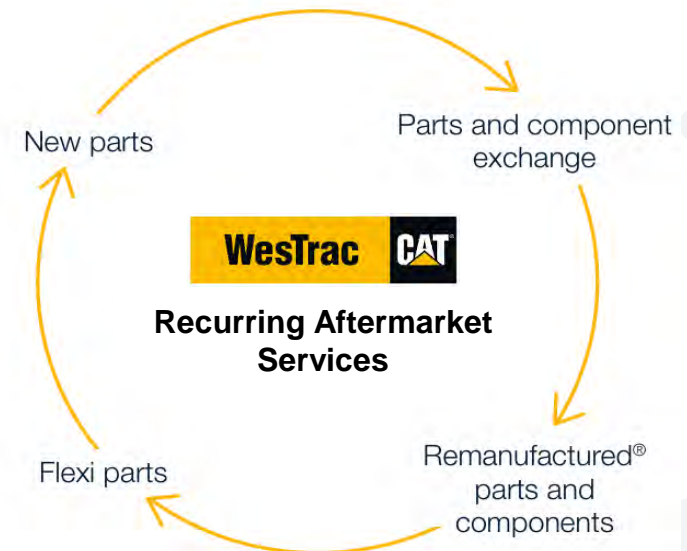 New parts
Parts and component
exchange
WesTrac CAT®
Recurring Aftermarket
Services
Flexi parts
Remanufactured®
parts and
components